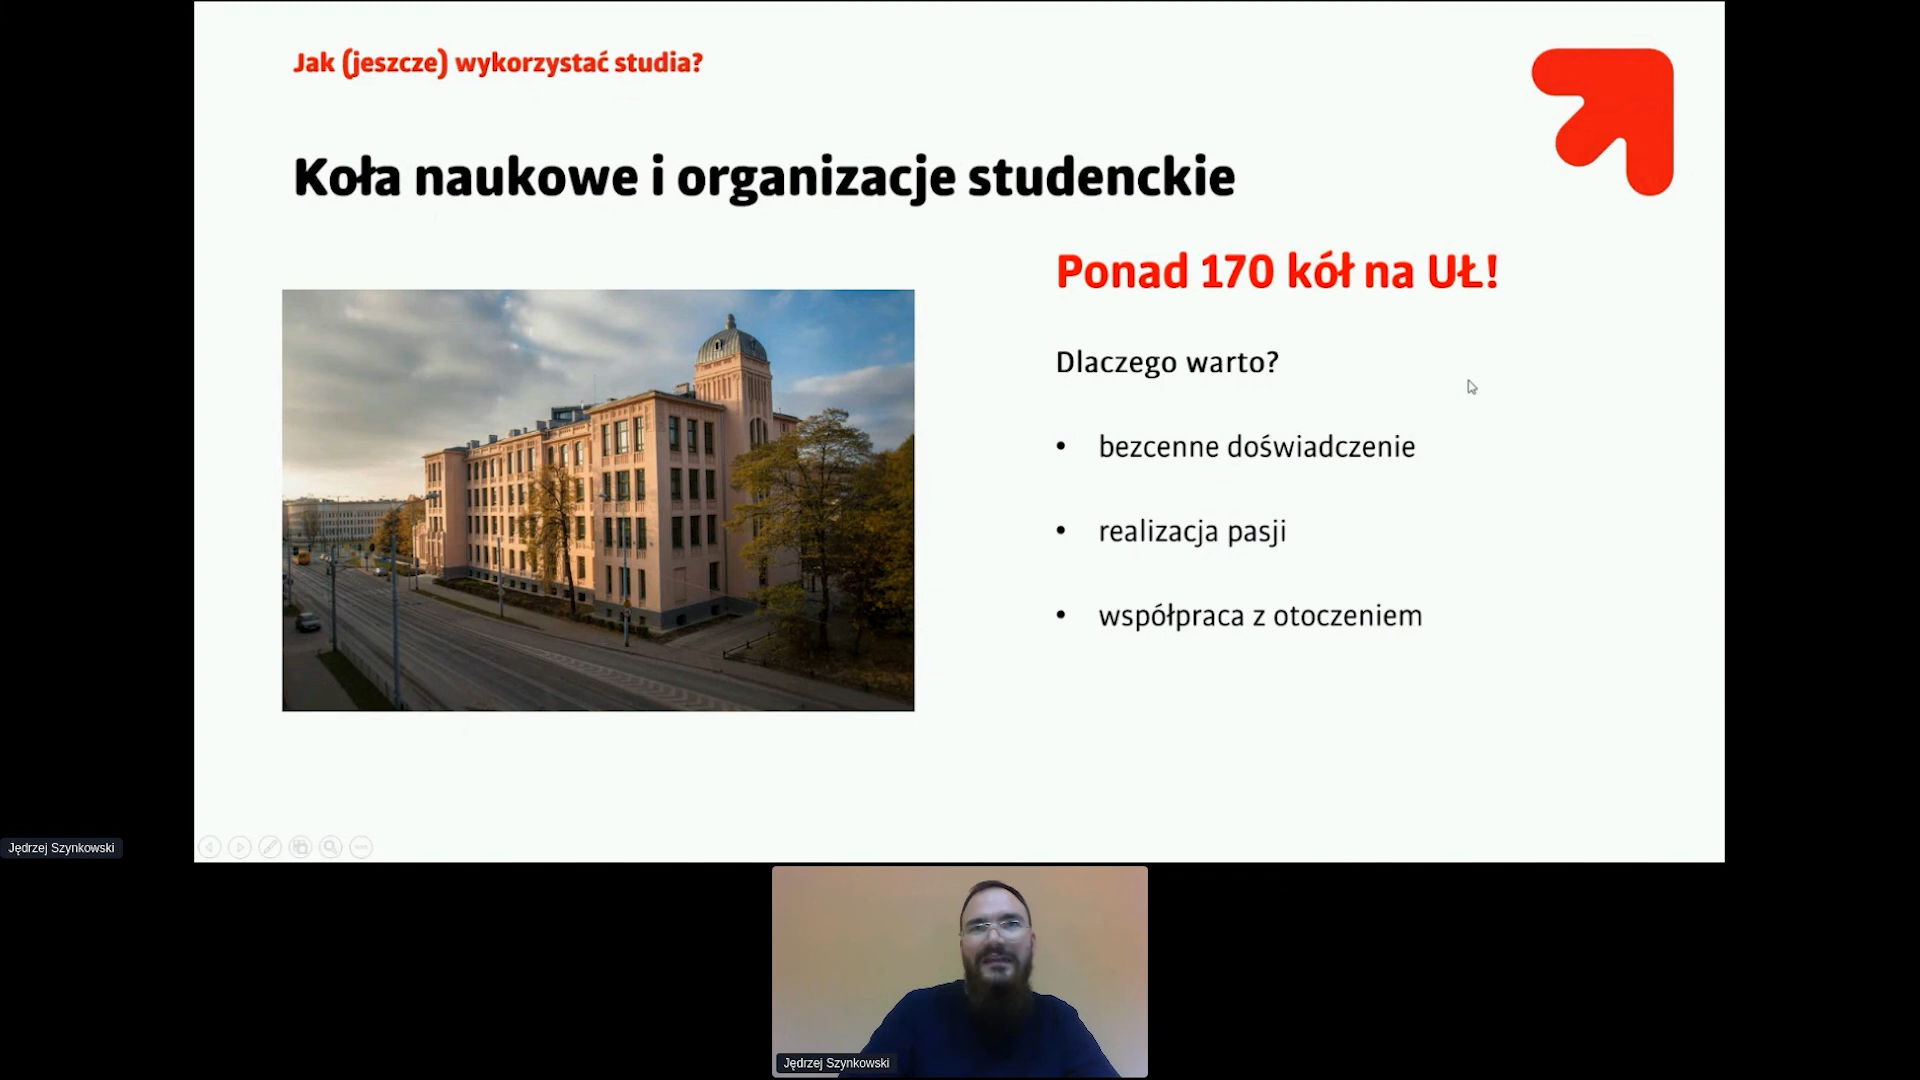 Jak (jeszcze) wykorzystać studia?
Koła naukowe i organizacje studenckie
Ponad 170 kół na UŁ!
Dlaczego warto?
• bezcenne doświadczenie
• realizacja pasji
• współpraca z otoczeniem
Jędrzej Szynkowski
Jędrzej Szynkowski